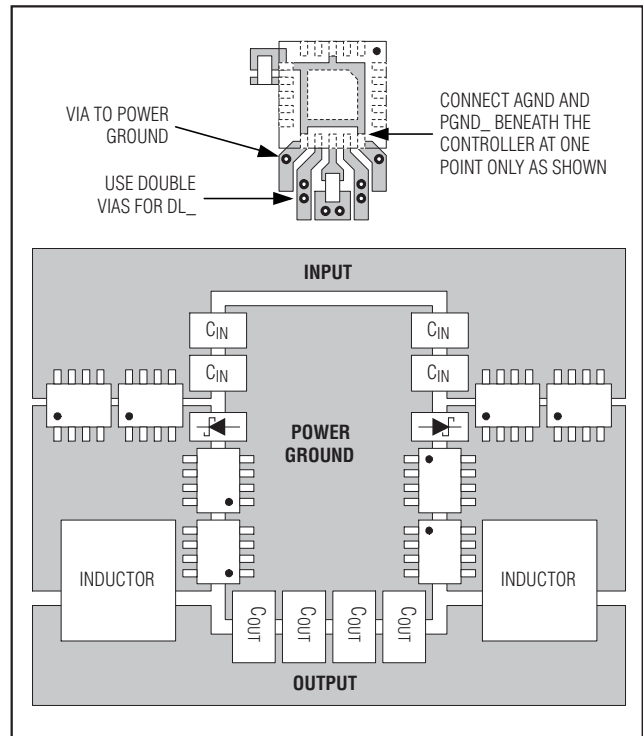 VIA TO POWER
GROUND
USE DOUBLE
VIAS FOR DL_
CONNECT AGND AND
PGND_ BENEATH THE
CONTROLLER AT ONE
POINT ONLY AS SHOWN
INPUT
CIN
CIN
CIN
CIN
POWER
GROUND
INDUCTOR
INDUCTOR
COUT
COUT
COUT
COUT
OUTPUT